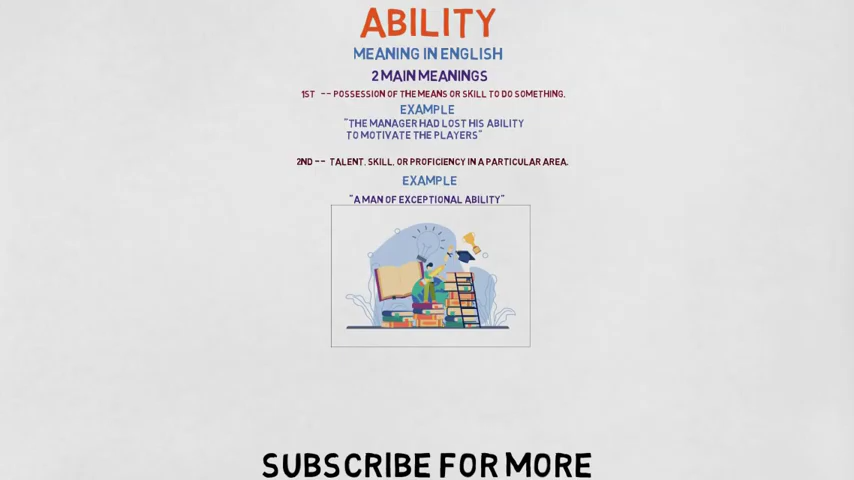 ABILITY
MEANING IN ENGLISH
2 MAIN MEANINGS
1ST -- POSSESSION OF THE MEANS OR SKILL TO DO SOMETHING.
EXAMPLE
"THE MANAGER HAD LOST HIS ABILITY
TO MOTIVATE THE PLAYERS"
2ND -- TALENT, SKILL, OR PROFICIENCY IN A PARTICULAR AREA.
EXAMPLE
"A MAN OF EXCEPTIONAL ABILITY"
SUBSCRIBE FOR MORE